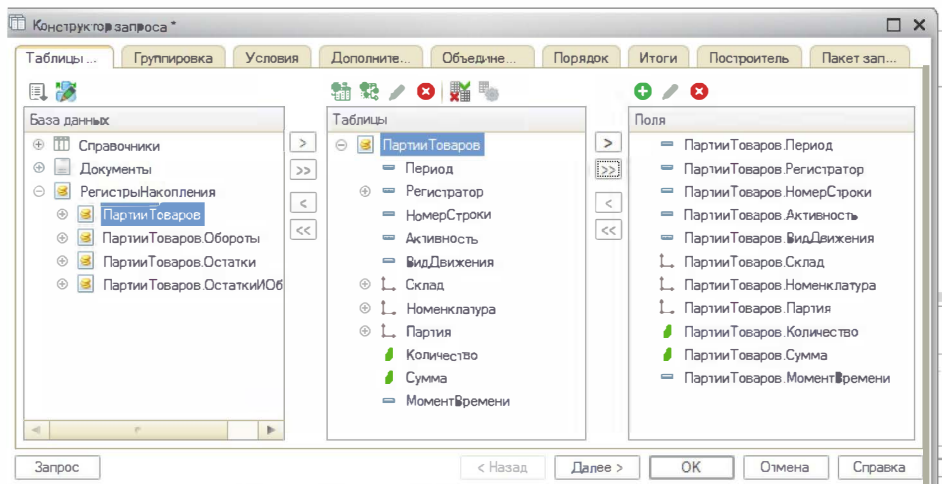 Конструктор запроса *
Таблицы ...
Группировка
Условия
Дополните...
Объедине...
Порядок
Итоги
Построитель
Пакет зап...
База данных
Справочники
Документы
РегистрыНакопления
ПартииТоваров
ПартииТоваров.Обороты
ПартииТоваров.Остатки
ПартииТоваров.ОстаткиИОб
>
>>
<
<<
Таблицы
ПартииТоваров
Период
Регистратор
НомерСтроки
Активность
ВидДвижения
Склад
Номенклатура
Партия
Количество
Сумма
МоментВремени
>
>>
<
<<
Поля
ПартииТоваров.Период
ПартииТоваров.Регистратор
ПартииТоваров.НомерСтроки
ПартииТоваров.Активность
ПартииТоваров.ВидДвижения
ПартииТоваров.Склад
ПартииТоваров.Номенклатура
ПартииТоваров.Партия
ПартииТоваров.Количество
ПартииТоваров.Сумма
ПартииТоваров.МоментВремени
Запрос
< Назад
Далее >
OK
Отмена
Справка